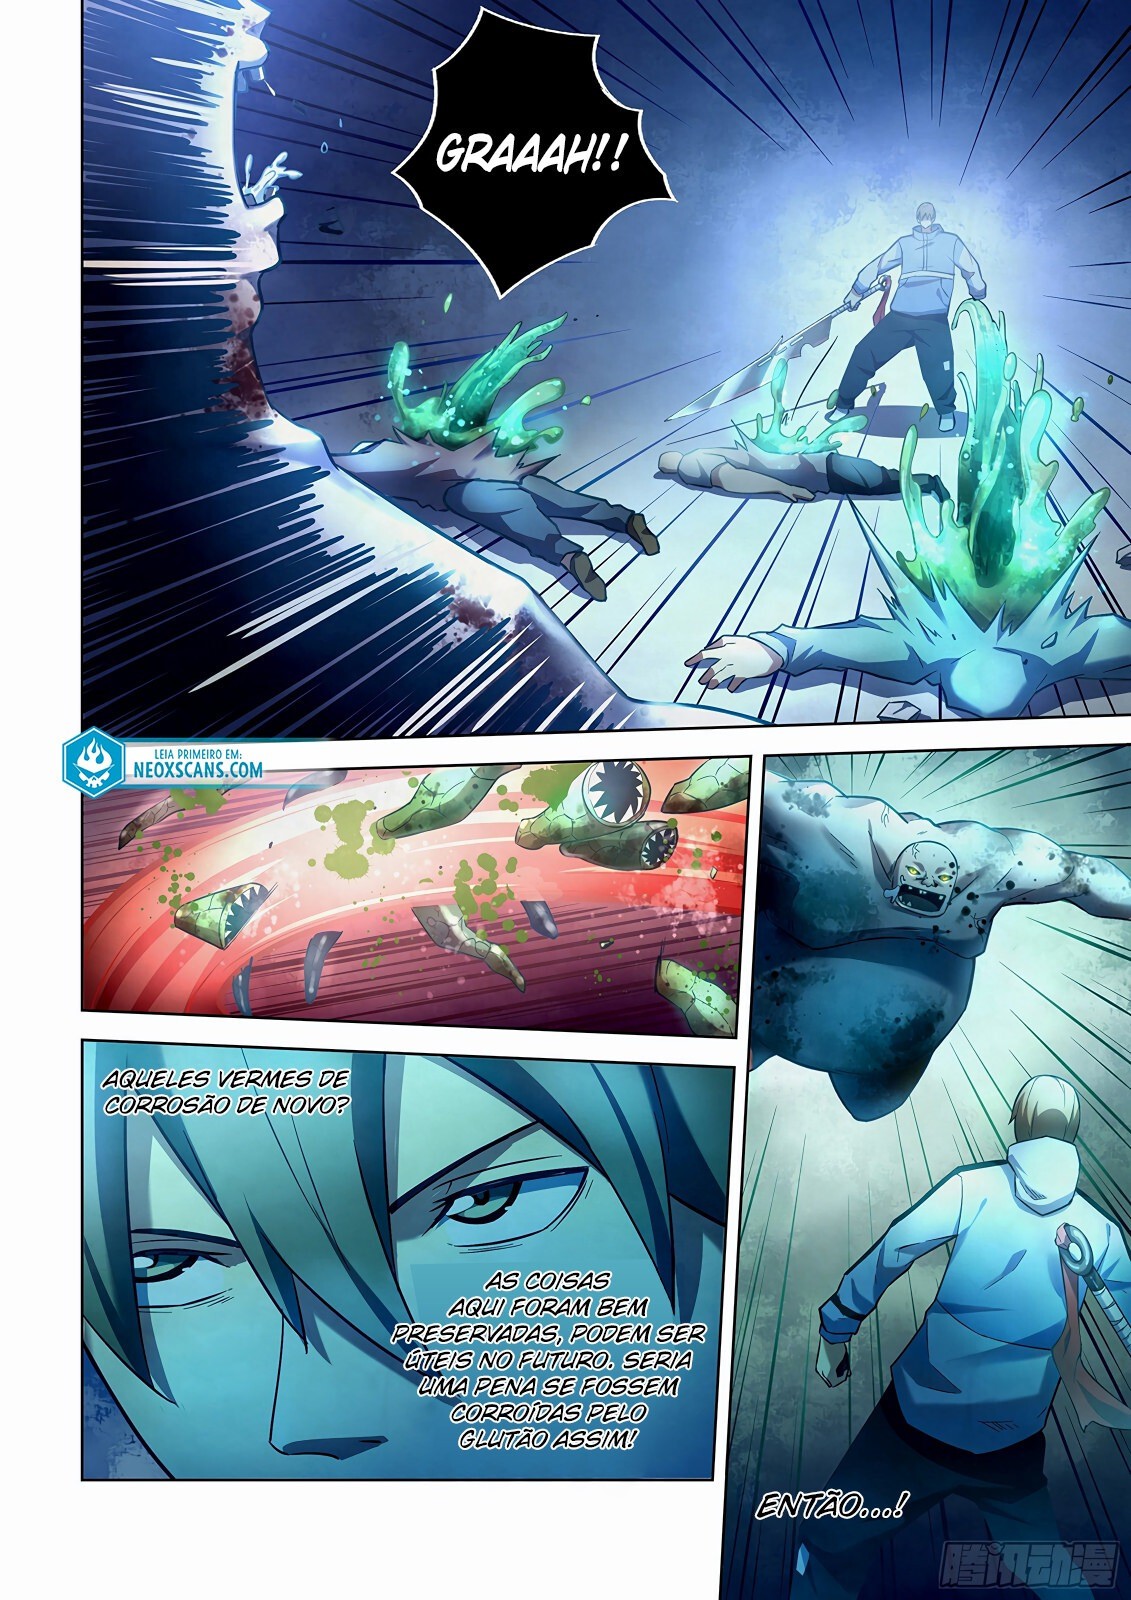 GRAAAH!!
LEIA PRIMEIRO EM:
NEOXSCANS.COM
AQUELES VERMES DE
CORROSÃO DE NOVO?
AS COISAS
AQUI FORAM BEM
PRESERVADAS, PODEM SER
ÚTEIS NO FUTURO. SERIA
UMA PENA SE FOSSEM
CORROÍDAS PELO
GLUTÃO ASSIM!
ENTÃO...!
腾讯动漫